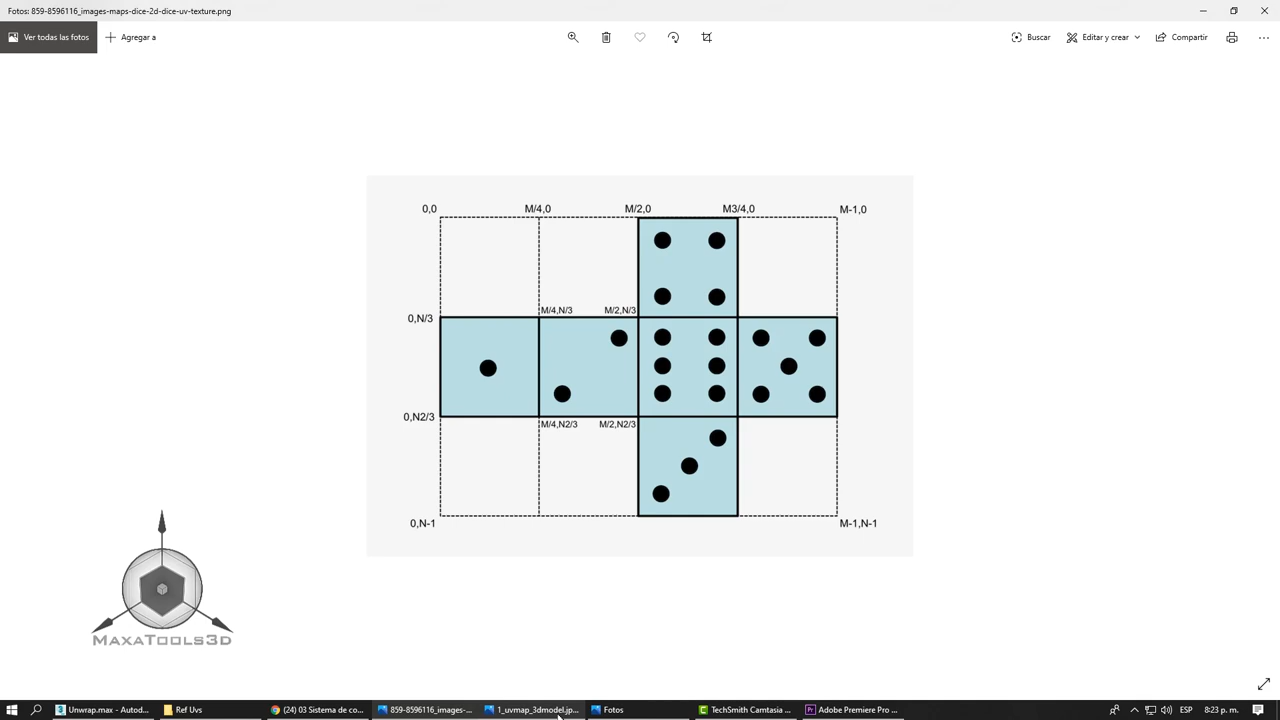 Fotos: 859-8596116_images-maps-dice-2d-dice-uv-texture.png
Ver todas las fotos
Agregar a
Buscar
Editar y crear
Compartir
0,0
M/4,0
M/2,0
M3/4,0
M-1,0
M/4,N/3
M/2,N/3
0,N/3
0,N2/3
M/4,N2/3
M/2,N2/3
0,N-1
M-1,N-1
MAXATOOLS3D
Unwrap.max - Autod...
Ref Uvs
(24) 03 Sistema de co...
859-8596116_images-...
1_uvmap_3dmodel.jp...
Fotos
TechSmith Camtasia ...
Adobe Premiere Pro ...
ESP
8:23 p. m.